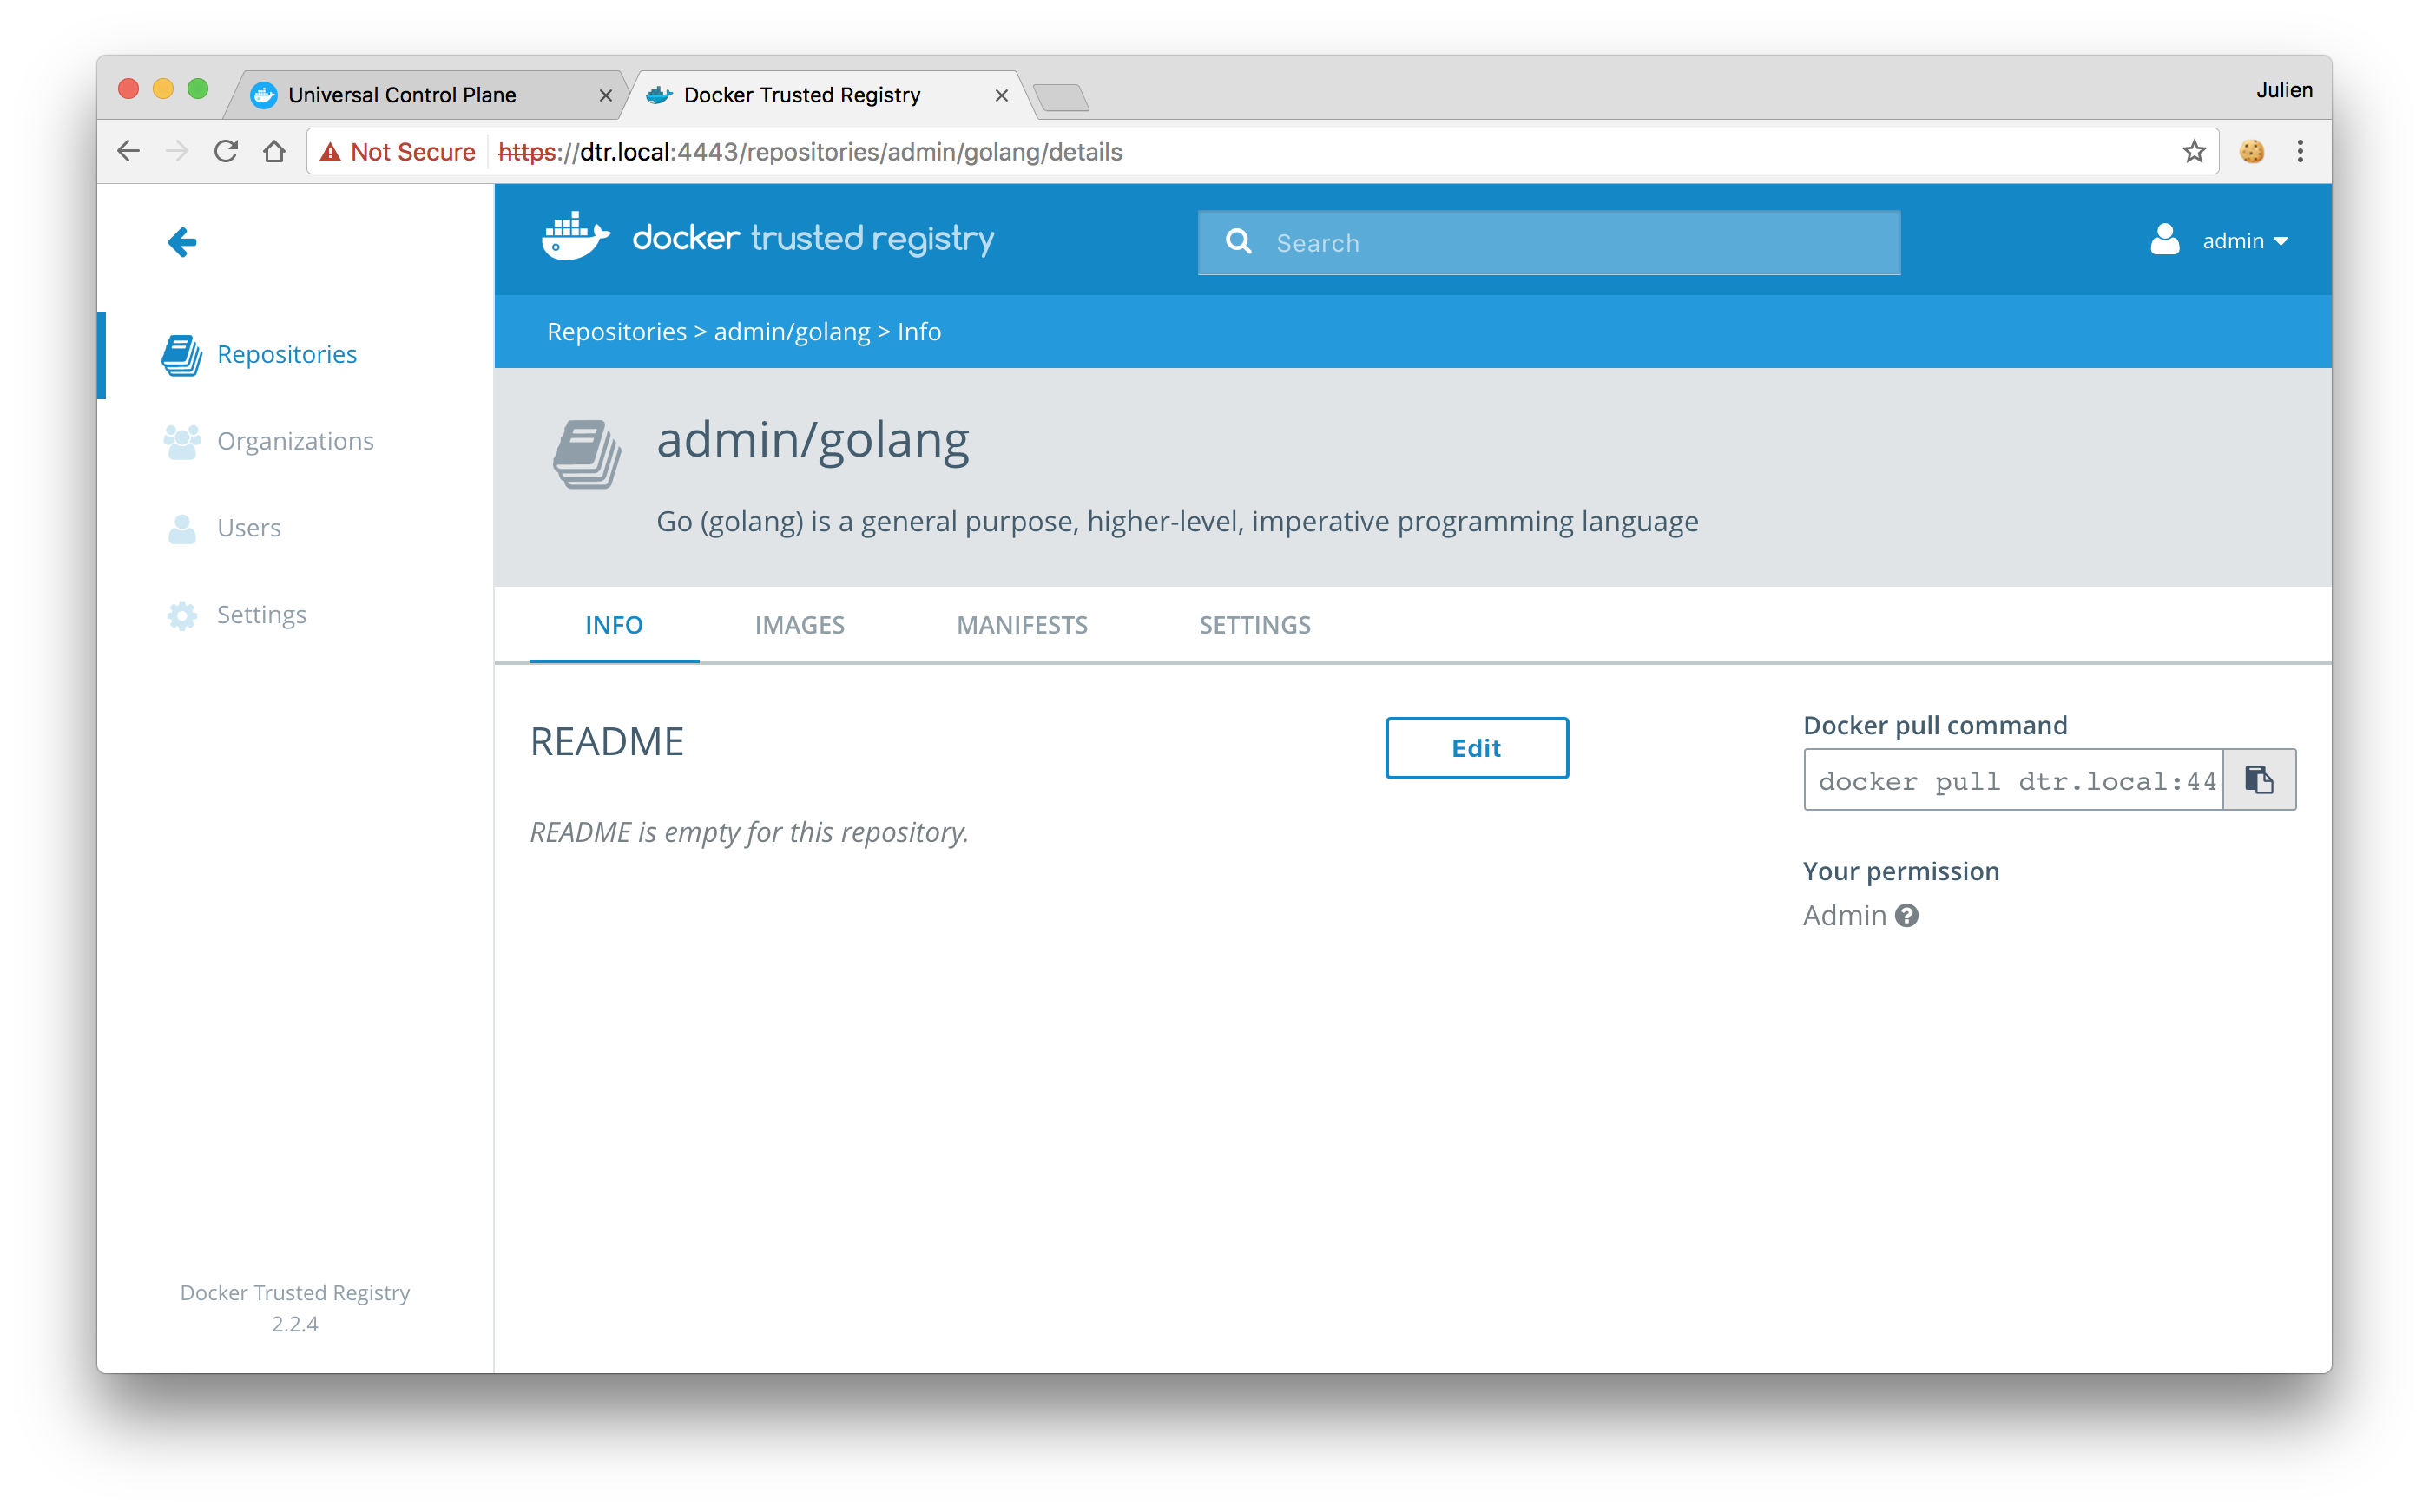 Universal Control Plane
Docker Trusted Registry
Julien
Not Secure https://dtr.local:4443/repositories/admin/golang/details
docker trusted registry
Search
admin
Repositories > admin/golang > Info
Repositories
Organizations
Users
Settings
admin/golang
Go (golang) is a general purpose, higher-level, imperative programming language
INFO IMAGES MANIFESTS SETTINGS
README
Edit
README is empty for this repository.
Docker pull command
docker pull dtr.local:44
Your permission
Admin
Docker Trusted Registry
2.2.4